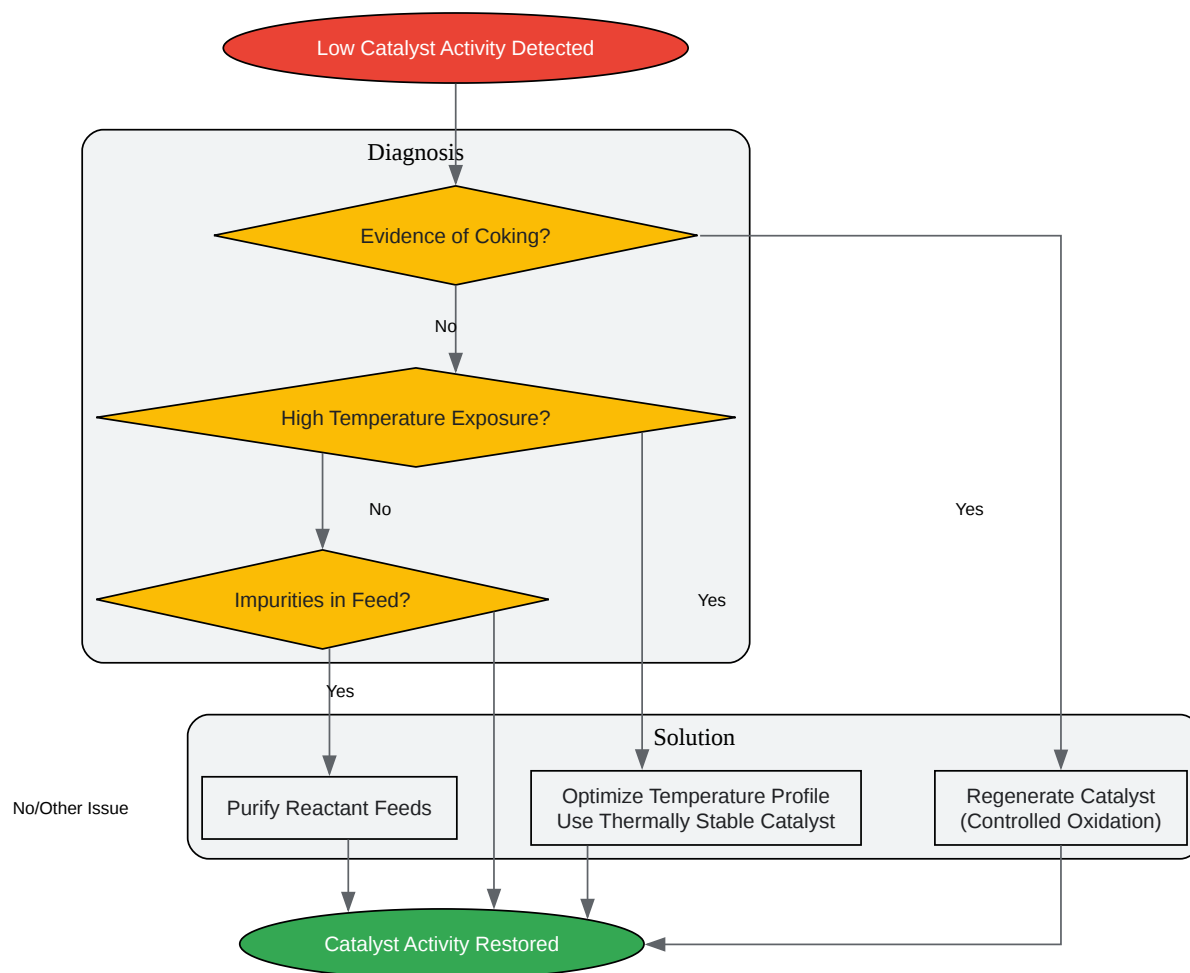 Low Catalyst Activity Detected
Diagnosis
Evidence of Coking?
No
High Temperature Exposure?
No
Yes
Impurities in Feed?
Yes
Yes
Solution
No/Other Issue
Purify Reactant Feeds
Optimize Temperature Profile
Use Thermally Stable Catalyst
Regenerate Catalyst
(Controlled Oxidation)
Catalyst Activity Restored